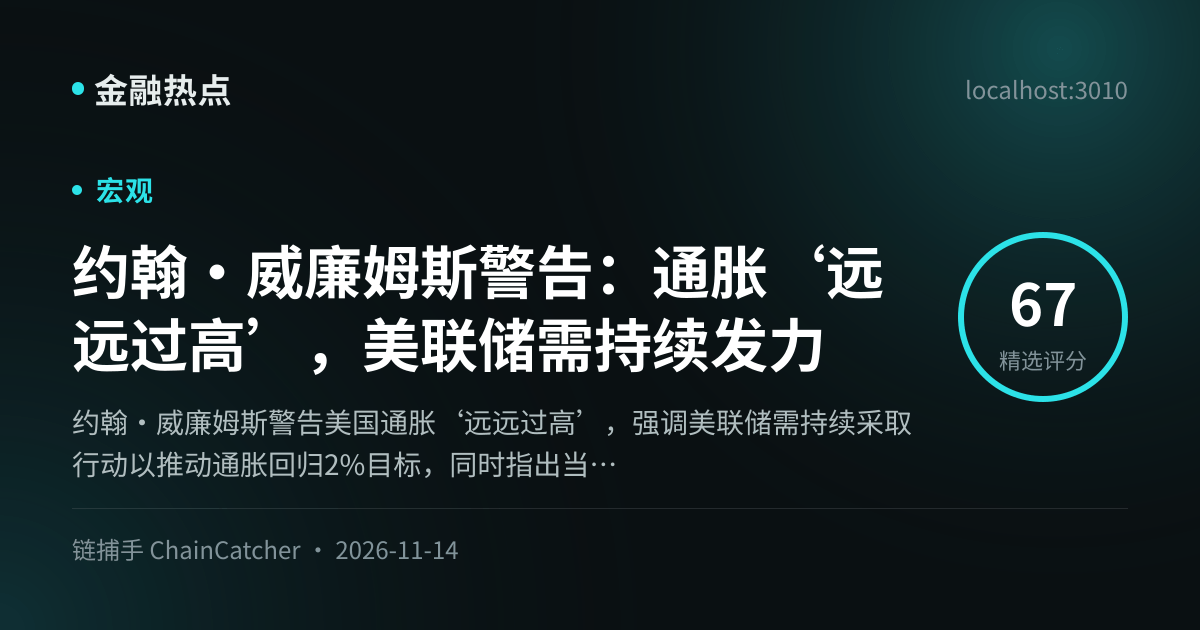 金融热点
localhost:3010
宏观
约翰·威廉姆斯警告：通胀‘远
远过高’，美联储需持续发力
67
精选评分
约翰·威廉姆斯警告美国通胀‘远远过高’，强调美联储需持续采取
行动以推动通胀回归2%目标，同时指出当…
链捕手 ChainCatcher · 2026-11-14